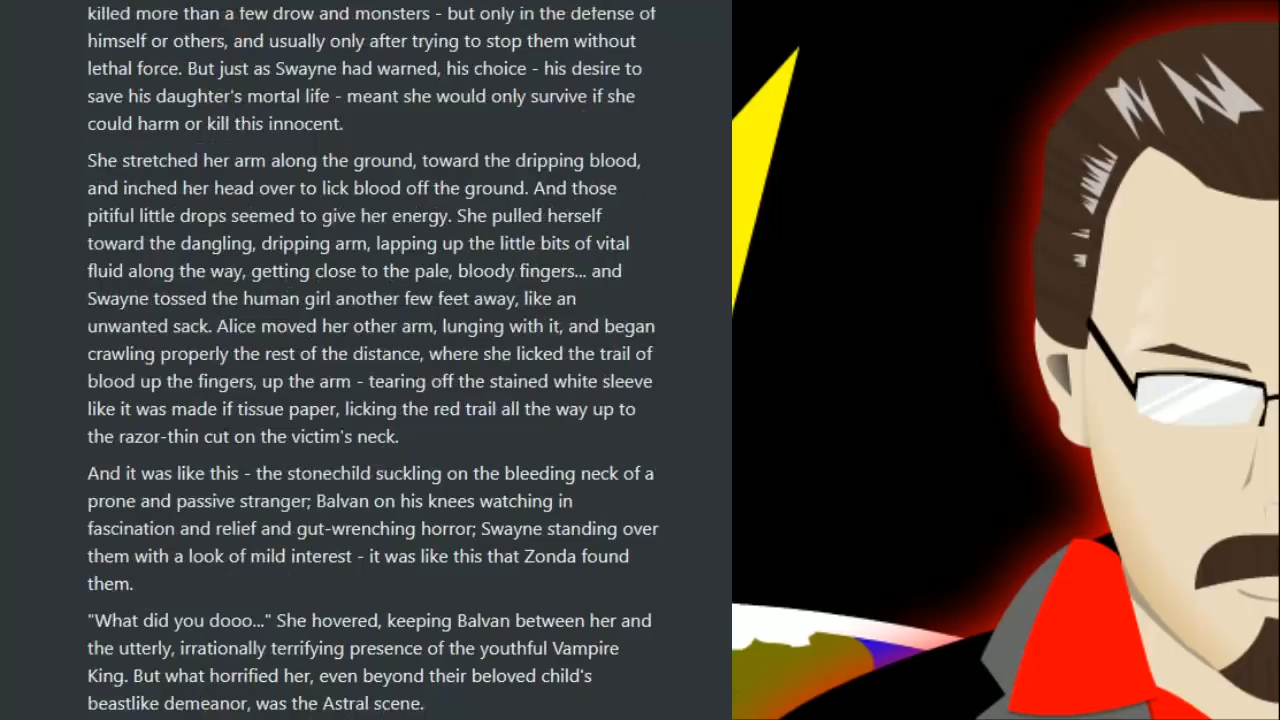 killed more than a few drow and monsters - but only in the defense of
himself or others, and usually only after trying to stop them without
lethal force. But just as Swayne had warned, his choice - his desire to
save his daughter's mortal life - meant she would only survive if she
could harm or kill this innocent.
She stretched her arm along the ground, toward the dripping blood,
and inched her head over to lick blood off the ground. And those
pitiful little drops seemed to give her energy. She pulled herself
toward the dangling, dripping arm, lapping up the little bits of vital
fluid along the way, getting close to the pale, bloody fingers... and
Swayne tossed the human girl another few feet away, like an
unwanted sack. Alice moved her other arm, lunging with it, and began
crawling properly the rest of the distance, where she licked the trail of
blood up the fingers, up the arm - tearing off the stained white sleeve
like it was made if tissue paper, licking the red trail all the way up to
the razor-thin cut on the victim's neck.
And it was like this - the stonechild suckling on the bleeding neck of a
prone and passive stranger; Balvan on his knees watching in
fascination and relief and gut-wrenching horror; Swayne standing over
them with a look of mild interest - it was like this that Zonda found
them.
"What did you dooo..." She hovered, keeping Balvan between her and
the utterly, irrationally terrifying presence of the youthful Vampire
King. But what horrified her, even beyond their beloved child's
beastlike demeanor, was the Astral scene.